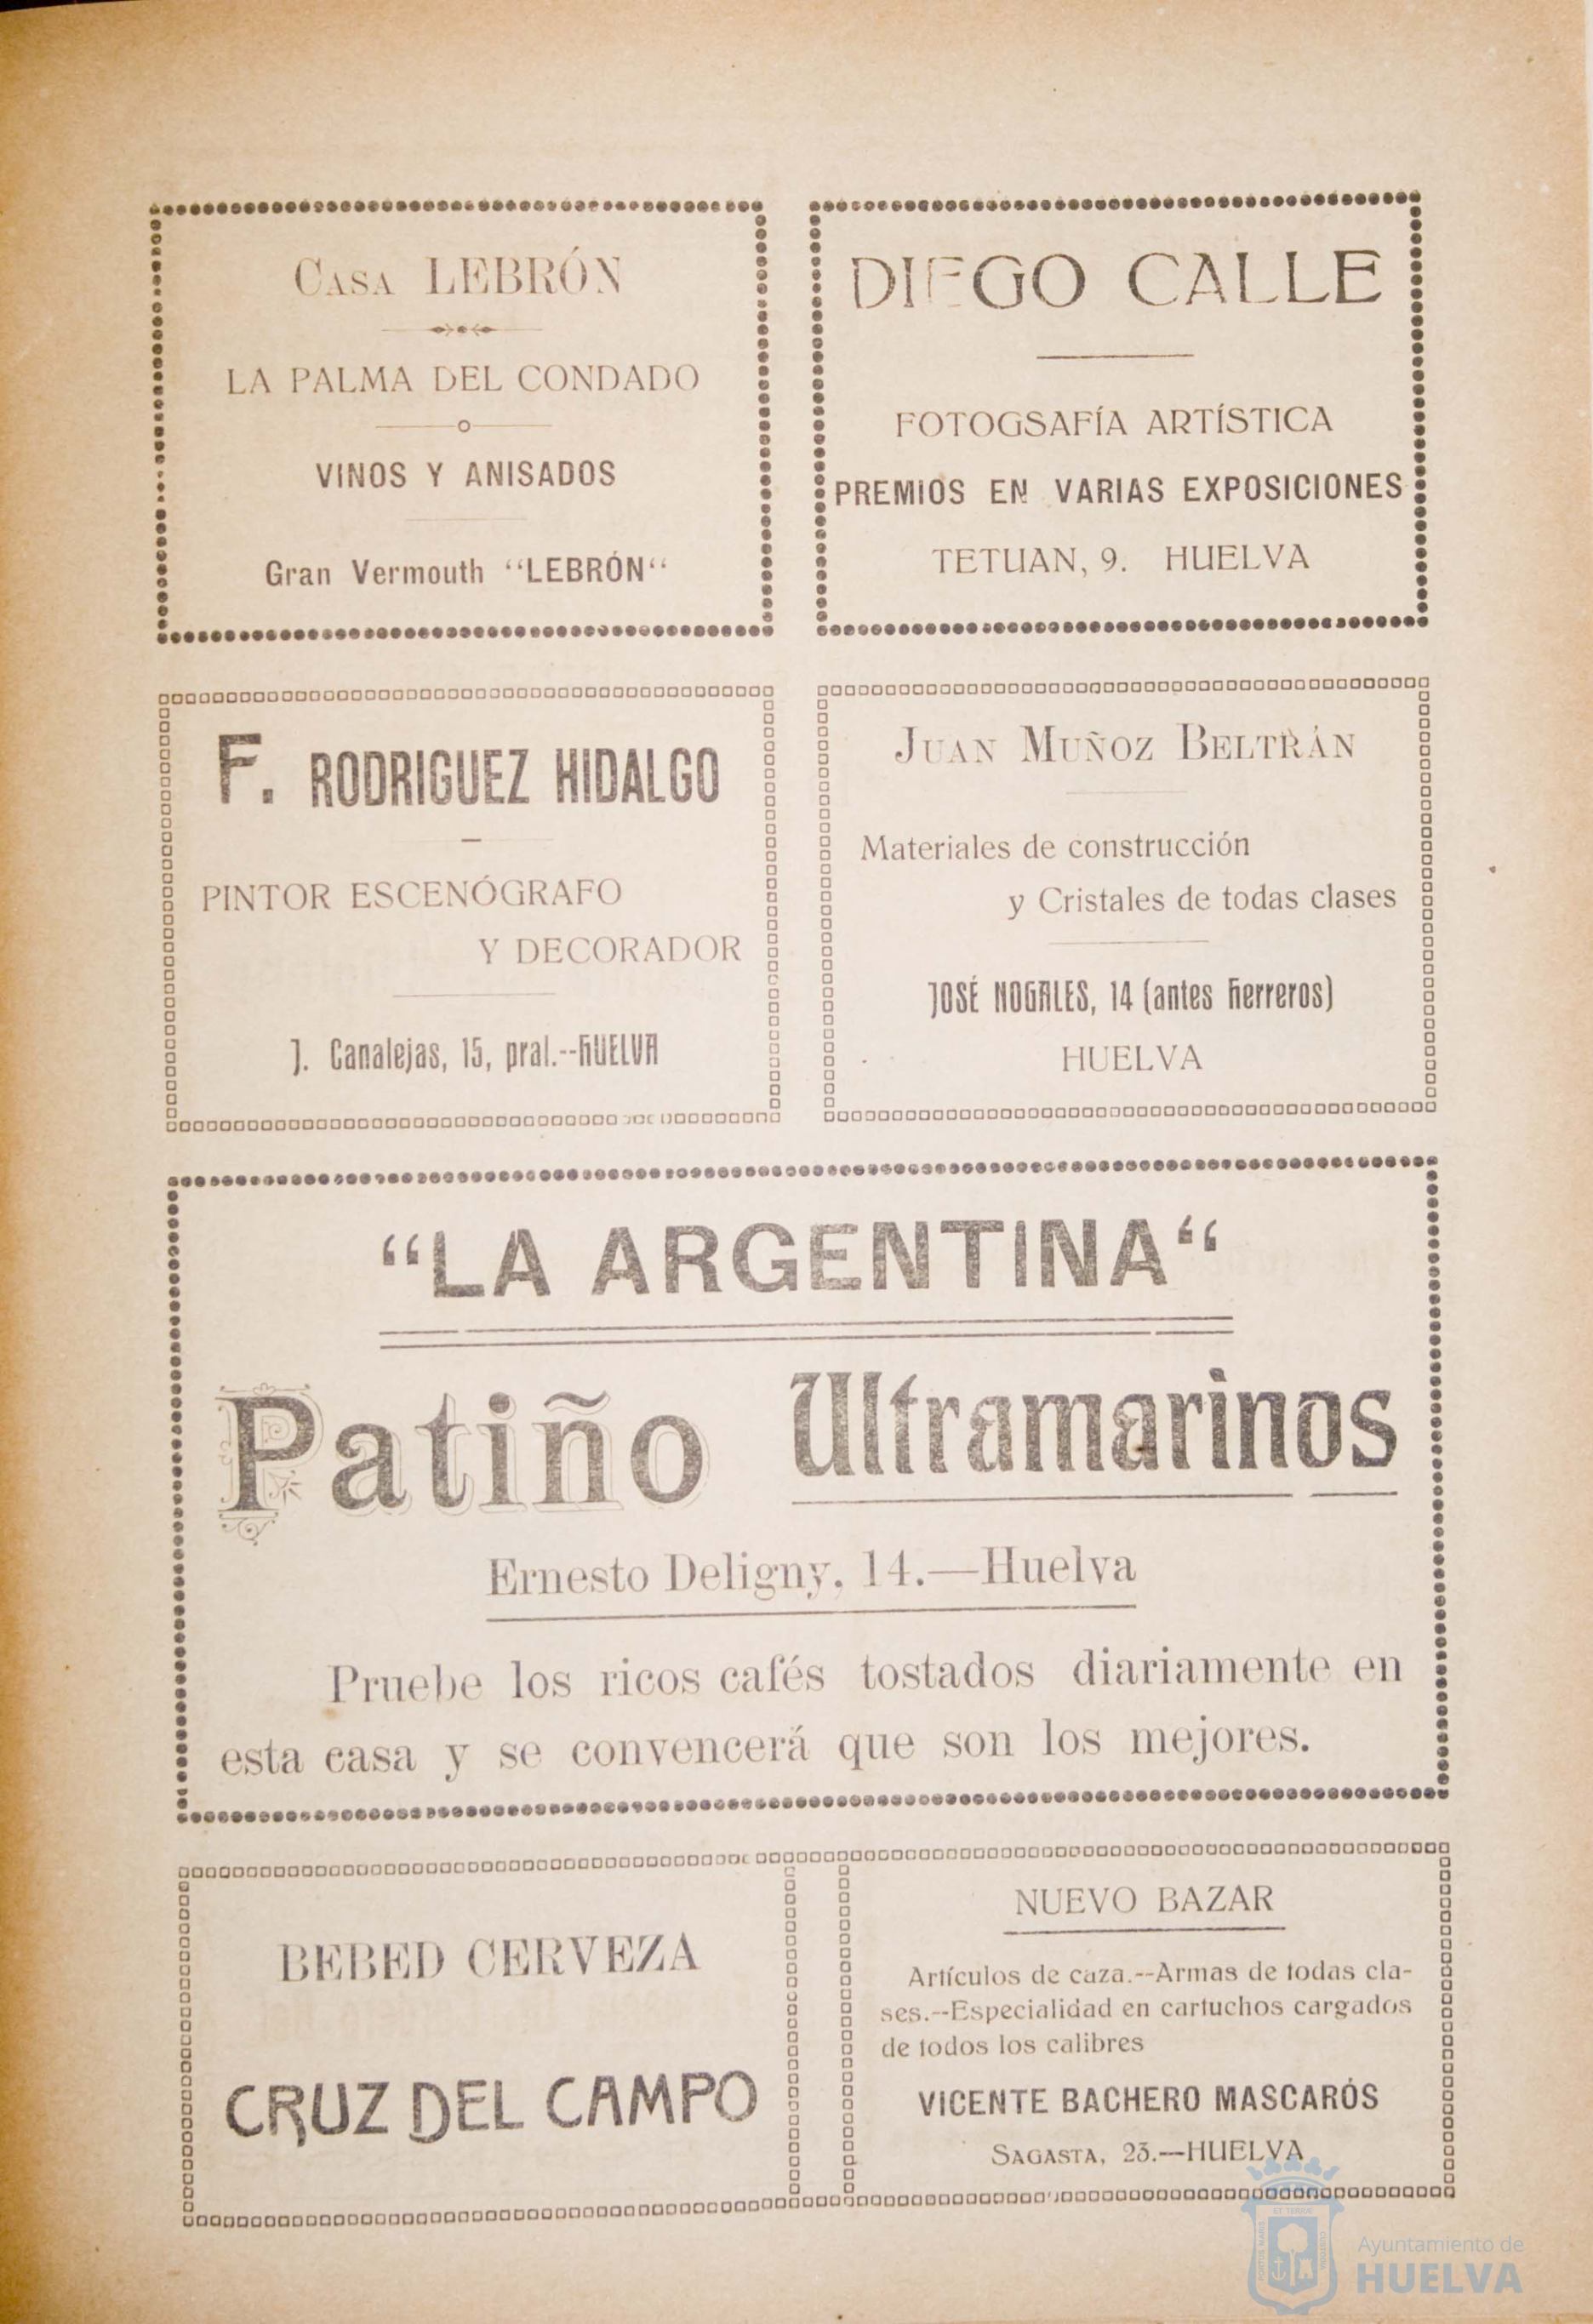 CASA LEBRÓN
LA PALMA DEL CONDADO
VINOS Y ANISADOS
Gran Vermouth “LEBRÓN“
DIEGO CALLE
FOTOGSAFÍA ARTÍSTICA
PREMIOS EN VARIAS EXPOSICIONES
TETUAN, 9. HUELVA
F. RODRIGUEZ HIDALGO
PINTOR ESCENÓGRAFO
Y DECORADOR
J. Canalejas, 15, pral.--HUELVA
JUAN MUÑOZ BELTRÁN
Materiales de construcción
y Cristales de todas clases
JOSÉ NOGALES, 14 (antes Herreros)
HUELVA
“LA ARGENTINA“
Patiño Ultramarinos
Ernesto Deligny, 14.—Huelva
Pruebe los ricos cafés tostados diariamente en
esta casa y se convencerá que son los mejores.
BEBED CERVEZA
CRUZ DEL CAMPO
NUEVO BAZAR
Artículos de caza.--Armas de todas cla-
ses.--Especialidad en cartuchos cargados
de todos los calibres
VICENTE BACHERO MASCARÓS
SAGASTA, 23.—HUELVA
Ayuntamiento de
HUELVA